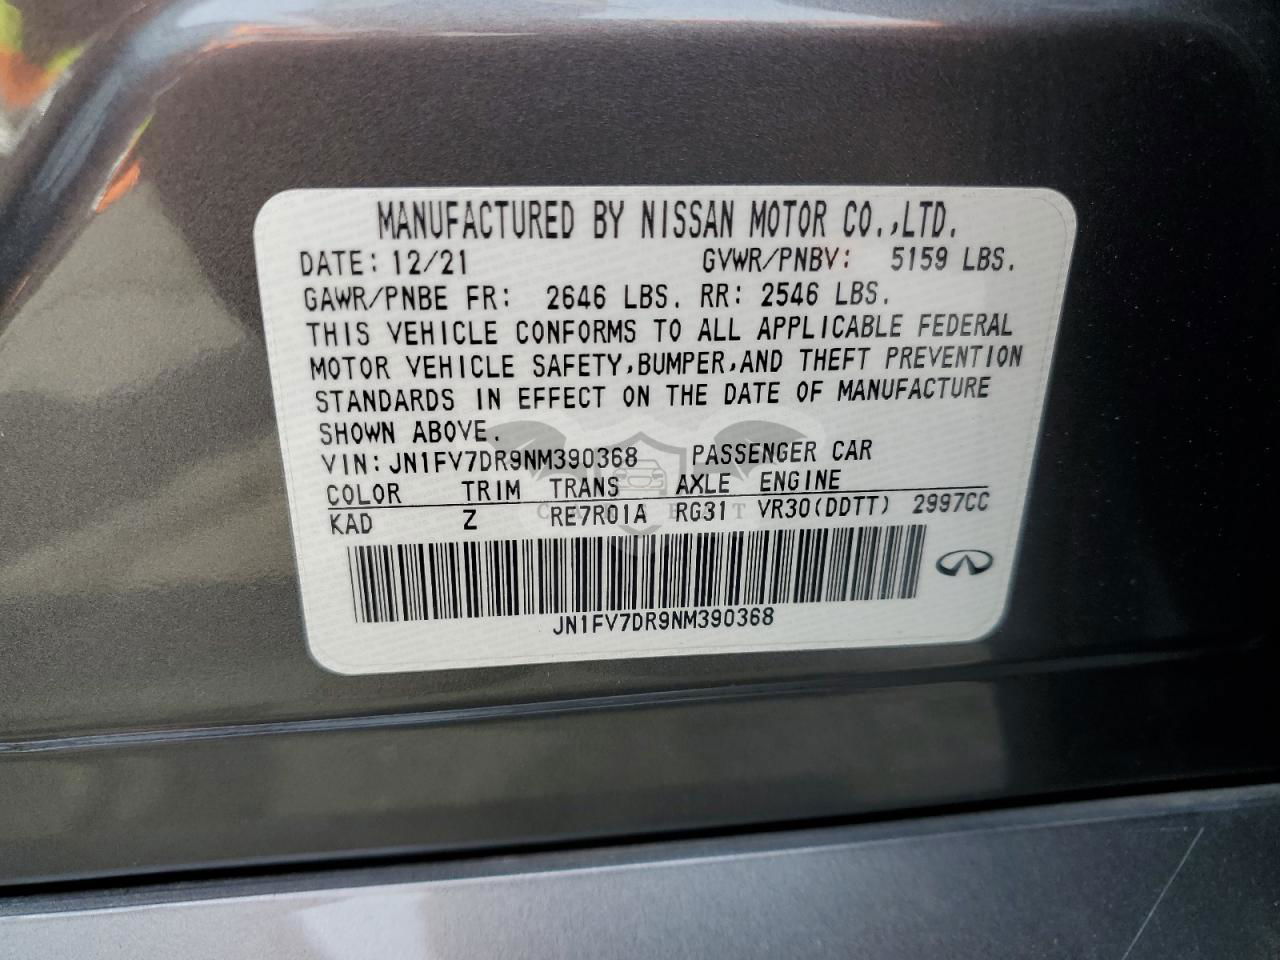 MANUFACTURED BY NISSAN MOTOR CO.,LTD.
DATE: 12/21 GVWR/PNBV: 5159 LBS.
GAWR/PNBE FR: 2646 LBS. RR: 2546 LBS.
THIS VEHICLE CONFORMS TO ALL APPLICABLE FEDERAL
MOTOR VEHICLE SAFETY,BUMPER,AND THEFT PREVENTION
STANDARDS IN EFFECT ON THE DATE OF MANUFACTURE
SHOWN ABOVE.
VIN: JN1FV7DR9NM390368 PASSENGER CAR
COLOR TRIM TRANS AXLE ENGINE
KAD Z RE7R01A RG31 VR30(DDTT) 2997CC
JN1FV7DR9NM390368